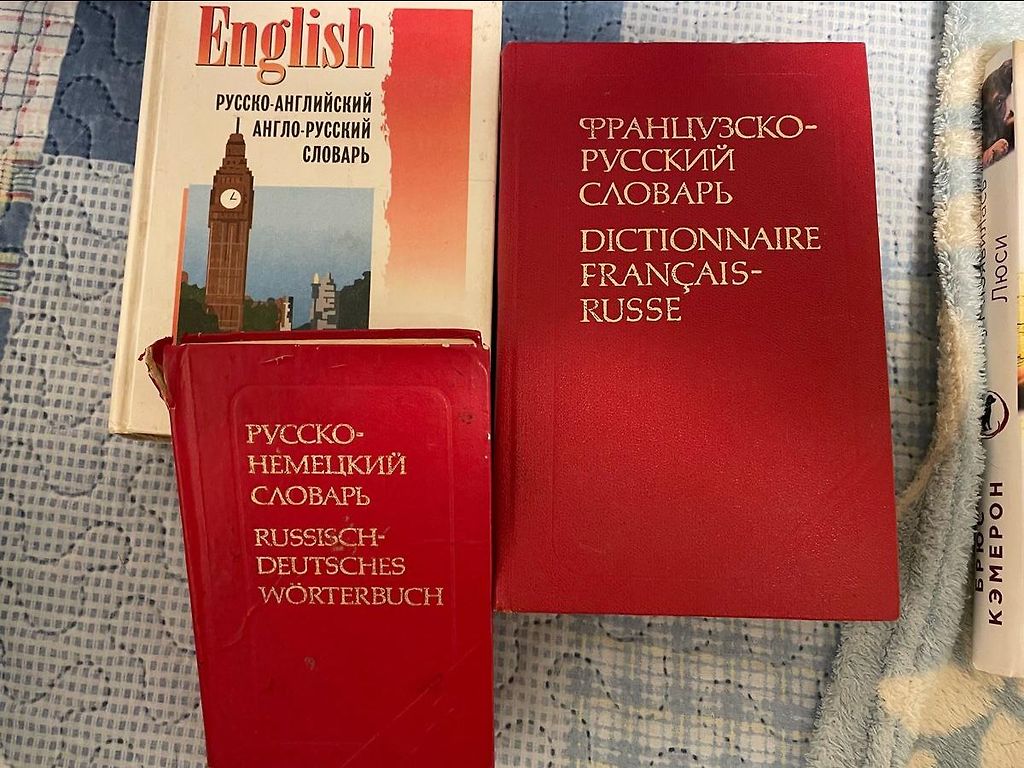 English
РУССКО-АНГЛИЙСКИЙ
АНГЛО-РУССКИЙ
СЛОВАРЬ
ФРАНЦУЗСКО-
РУССКИЙ
СЛОВАРЬ
DICTIONNAIRE
FRANÇAIS-
RUSSE
РУССКО-
НЕМЕЦКИЙ
СЛОВАРЬ
RUSSISCH-
DEUTSCHES
WÖRTERBUCH
Люси
БРЮС
КЭМЕРОН